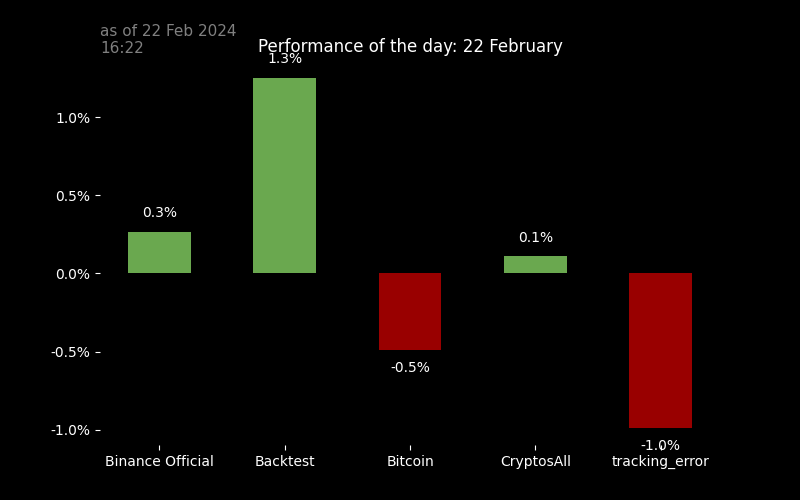 as of 22 Feb 2024
16:22
Performance of the day: 22 February
1.3%
1.0%
0.5%
0.3%
0.1%
0.0%
-0.5%
-0.5%
-1.0%
-1.0%
Binance Official
Backtest
Bitcoin
CryptosAll
tracking_error